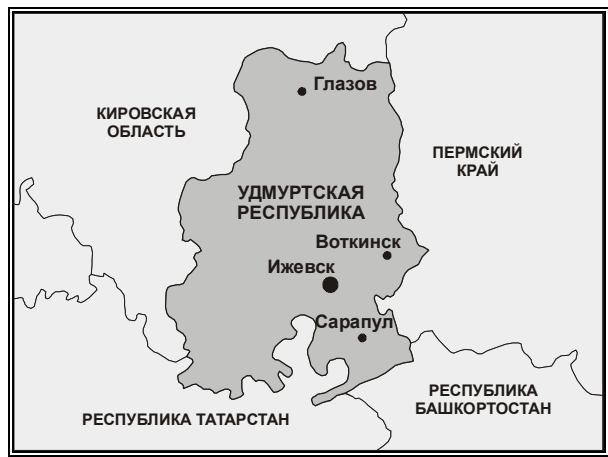 Глазов
КИРОВСКАЯ
ОБЛАСТЬ
ПЕРМСКИЙ
КРАЙ
УДМУРТСКАЯ
РЕСПУБЛИКА
Воткинск
Ижевск
Сарапул
РЕСПУБЛИКА
БАШКОРТОСТАН
РЕСПУБЛИКА ТАТАРСТАН